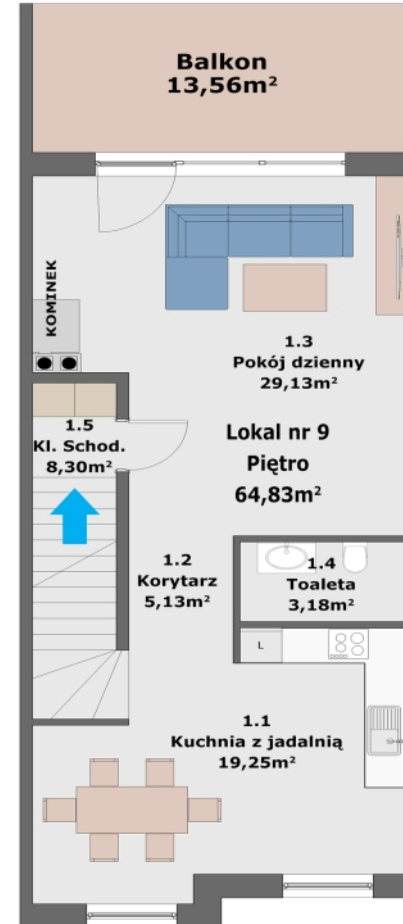 Balkon
13,56m²
KOMINEK
1.3
Pokój dzienny
29,13m²
1.5
Kl. Schod.
8,30m²
Lokal nr 9
Piętro
64,83m²
1.2
Korytarz
5,13m²
1.4
Toaleta
3,18m²
L
1.1
Kuchnia z jadalnią
19,25m²